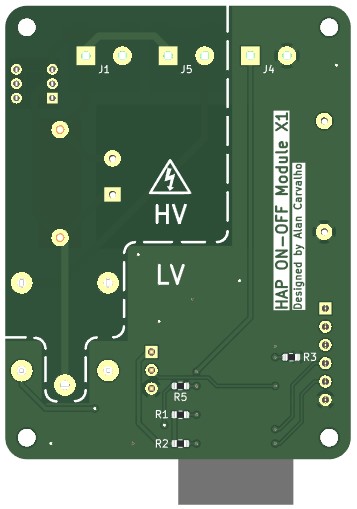 J1
J5
J4
HAP ON-OFF Module X1
Designed by Alan Carvalho
HV
LV
R3
R5
R1
R2